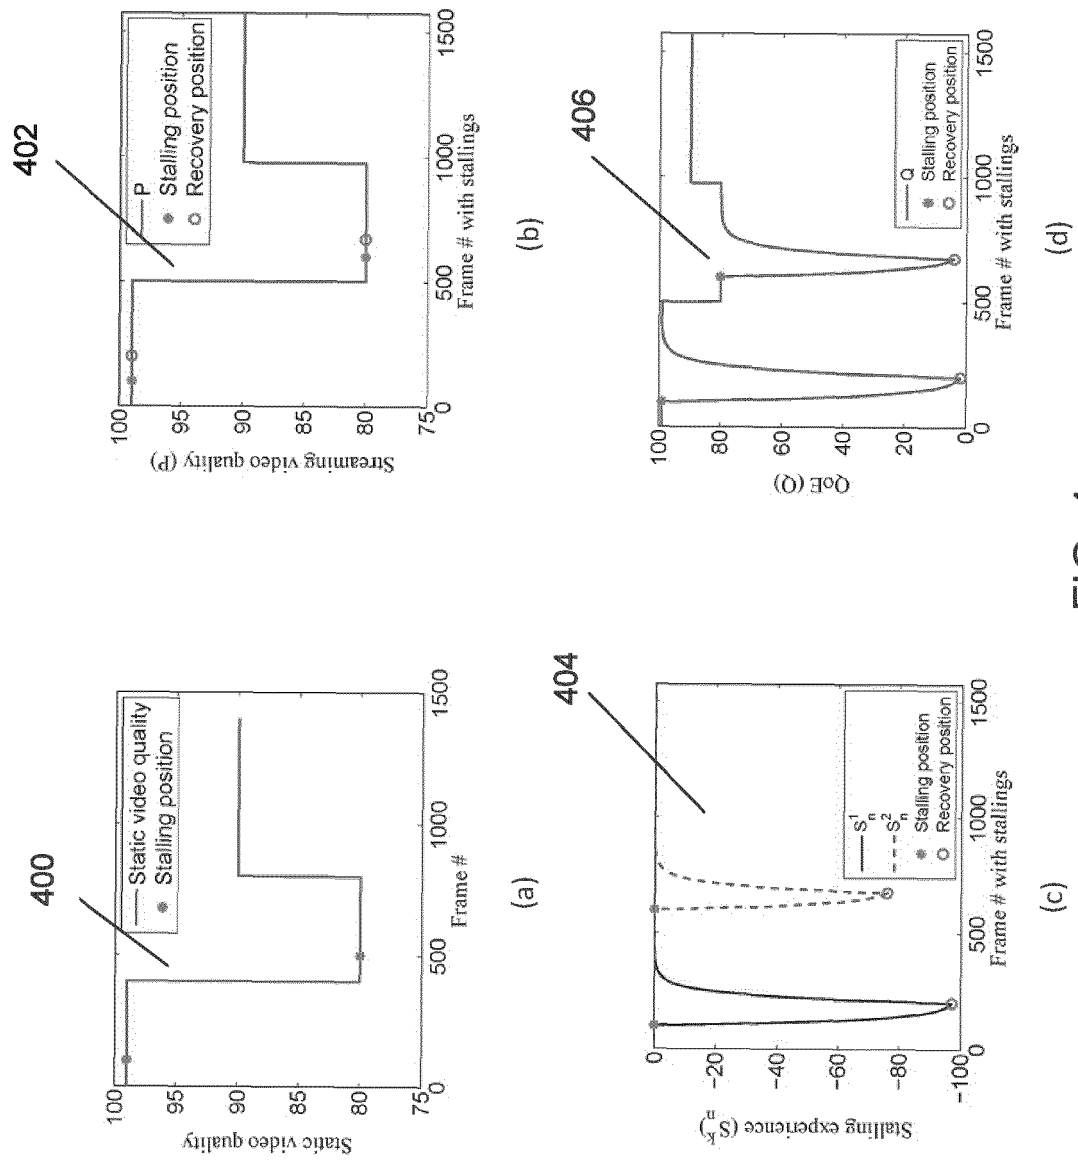 400
100
95
90
85
80
75
Static video quality
Static video quality
Stalling position
0
500
1000
1500
Frame #
(a)
402
100
95
90
85
80
75
Streaming video quality (P)
P
Stalling position
Recovery position
0
500
1000
1500
Frame # with stallings
(b)
404
0
−20
−40
−60
−80
−100
Stalling experience (S^k_n)
S^1_n
S^2_n
Stalling position
Recovery position
0
500
1000
1500
Frame # with stallings
(c)
406
100
80
60
40
20
0
QoE (Q)
Q
Stalling position
Recovery position
0
500
1000
1500
Frame # with stallings
(d)